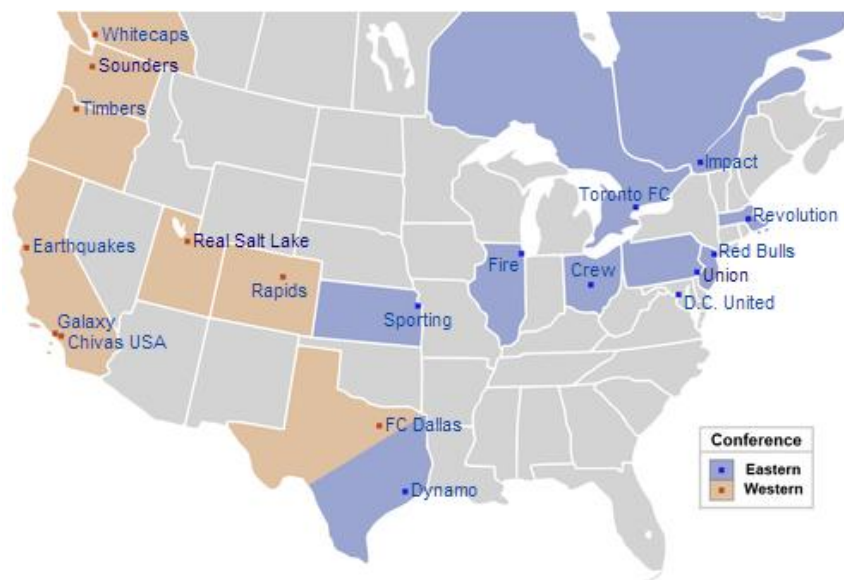 Whitecaps
Sounders
Timbers
Impact
Toronto FC
Revolution
Earthquakes
Real Salt Lake
Red Bulls
Fire
Crew
Union
Rapids
D.C. United
Sporting
Galaxy
Chivas USA
FC Dallas
Dynamo
Conference
Eastern
Western